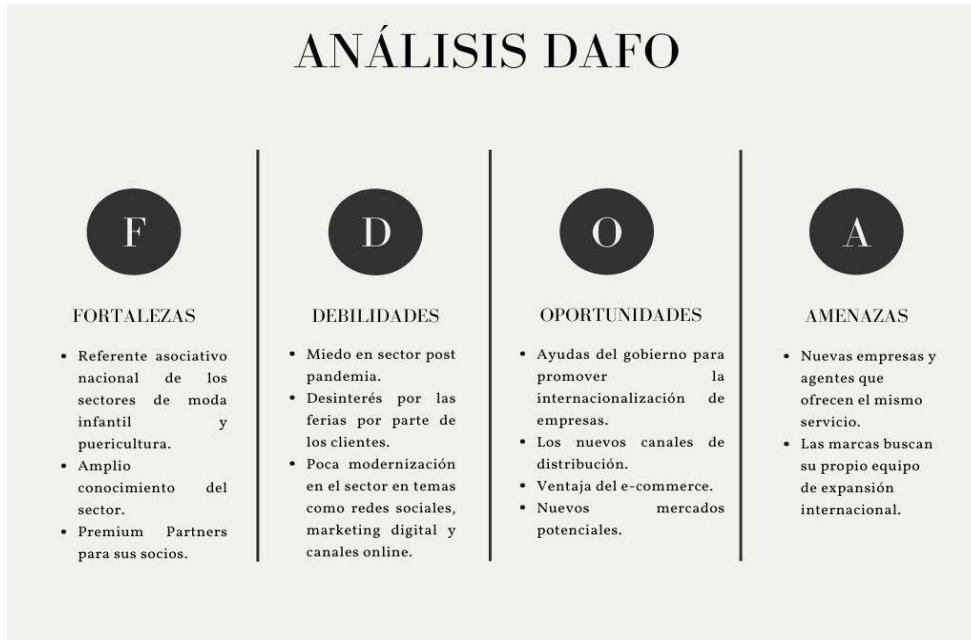 ANÁLISIS DAFO
F
FORTALEZAS
• Referente asociativo
nacional de los
sectores de moda
infantil y
puericultura.
• Amplio
conocimiento del
sector.
• Premium Partners
para sus socios.
D
DEBILIDADES
• Miedo en sector post
pandemia.
• Desinterés por las
ferias por parte de
los clientes.
• Poca modernización
en el sector en temas
como redes sociales,
marketing digital y
canales online.
O
OPORTUNIDADES
• Ayudas del gobierno para
promover la
internacionalización de
empresas.
• Los nuevos canales de
distribución.
• Ventaja del e-commerce.
• Nuevos mercados
potenciales.
A
AMENAZAS
• Nuevas empresas y
agentes que
ofrecen el mismo
servicio.
• Las marcas buscan
su propio equipo
de expansión
internacional.